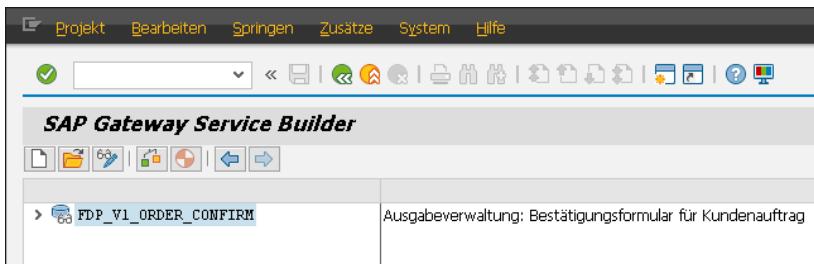 Projekt Bearbeiten Springen Zusätze System Hilfe
SAP Gateway Service Builder
FDP_V1_ORDER_CONFIRM Ausgabeverwaltung: Bestätigungsformular für Kundenauftrag